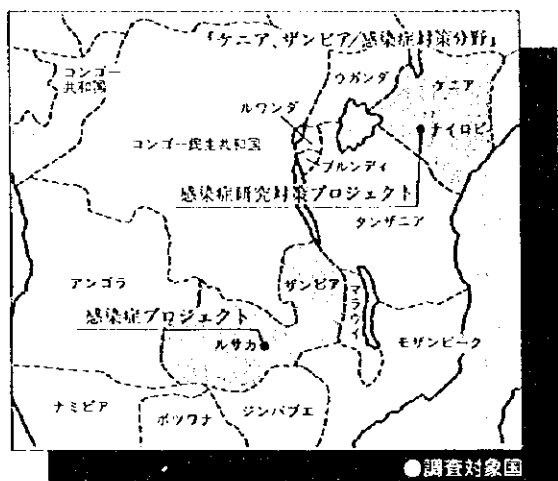 「ケニア、ザンビア/感染症対策分野」
コンゴー
共和国
ウガンダ
ケニア
ルワンダ
コンゴー民主共和国
ナイロビ
ブルンディ
感染症研究対策プロジェクト
タンザニア
アンゴラ
ザンビア
マラウイ
感染症プロジェクト
ルサカ
モザンビーク
ナミビア
ボツワナ
ジンバブエ
●調査対象国